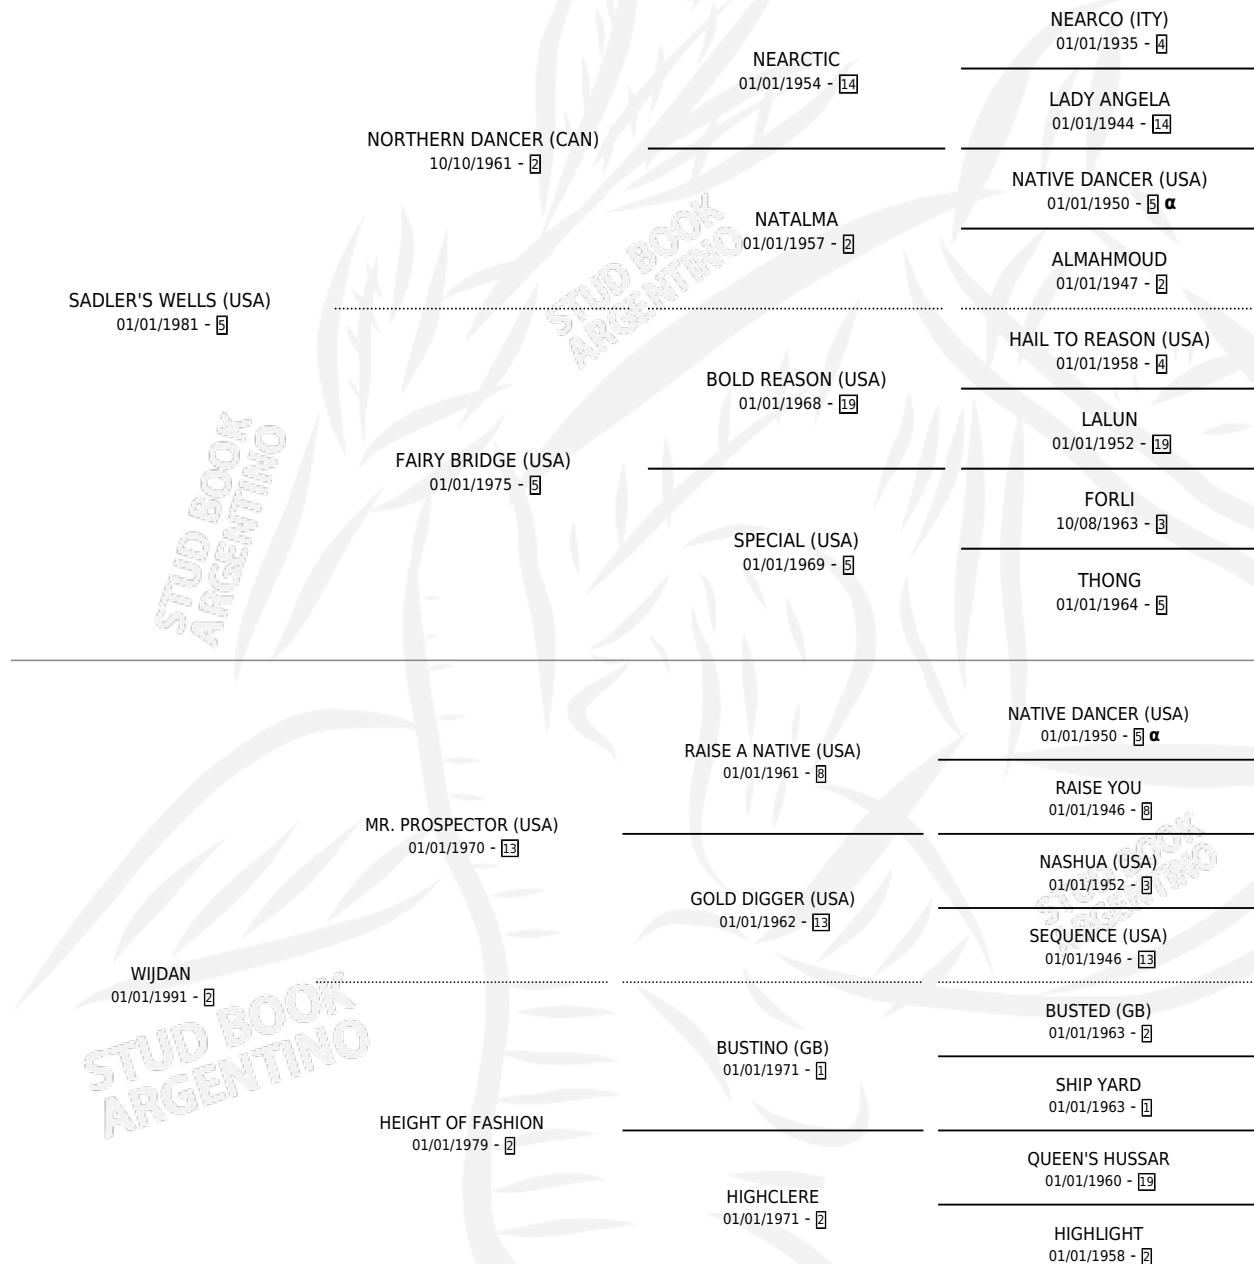 NEARCO (ITY)
01/01/1935 - 4
NEARCTIC
01/01/1954 - 14
LADY ANGELA
01/01/1944 - 14
NORTHERN DANCER (CAN)
10/10/1961 - 2
NATIVE DANCER (USA)
01/01/1950 - 5 α
NATALMA
01/01/1957 - 2
ALMAHMOUD
01/01/1947 - 2
SADLER'S WELLS (USA)
01/01/1981 - 5
HAIL TO REASON (USA)
01/01/1958 - 4
BOLD REASON (USA)
01/01/1968 - 19
LALUN
01/01/1952 - 19
FAIRY BRIDGE (USA)
01/01/1975 - 5
FORLI
10/08/1963 - 3
SPECIAL (USA)
01/01/1969 - 5
THONG
01/01/1964 - 5
NATIVE DANCER (USA)
01/01/1950 - 5 α
RAISE A NATIVE (USA)
01/01/1961 - 8
RAISE YOU
01/01/1946 - 8
MR. PROSPECTOR (USA)
01/01/1970 - 13
NASHUA (USA)
01/01/1952 - 3
GOLD DIGGER (USA)
01/01/1962 - 13
SEQUENCE (USA)
01/01/1946 - 13
WIJDAN
01/01/1991 - 2
BUSTED (GB)
01/01/1963 - 2
BUSTINO (GB)
01/01/1971 - 1
SHIP YARD
01/01/1963 - 1
HEIGHT OF FASHION
01/01/1979 - 2
QUEEN'S HUSSAR
01/01/1960 - 19
HIGHCLERE
01/01/1971 - 2
HIGHLIGHT
01/01/1958 - 2
STUD BOOK
ARGENTINO
STUD BOOK
ARGENTINO
STUD BOOK
ARGENTINO
STUD BOOK
ARGENTINO